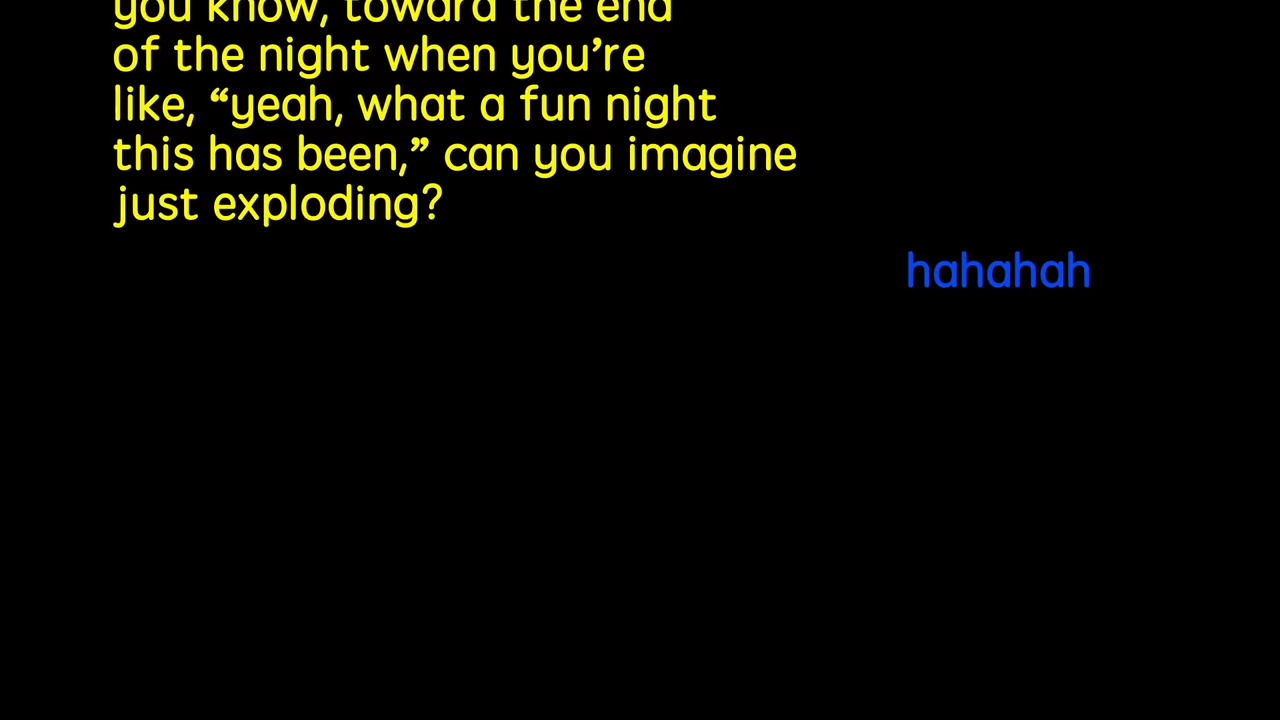 you know, toward the end
of the night when you’re
like, “yeah, what a fun night
this has been,” can you imagine
just exploding?
hahahah